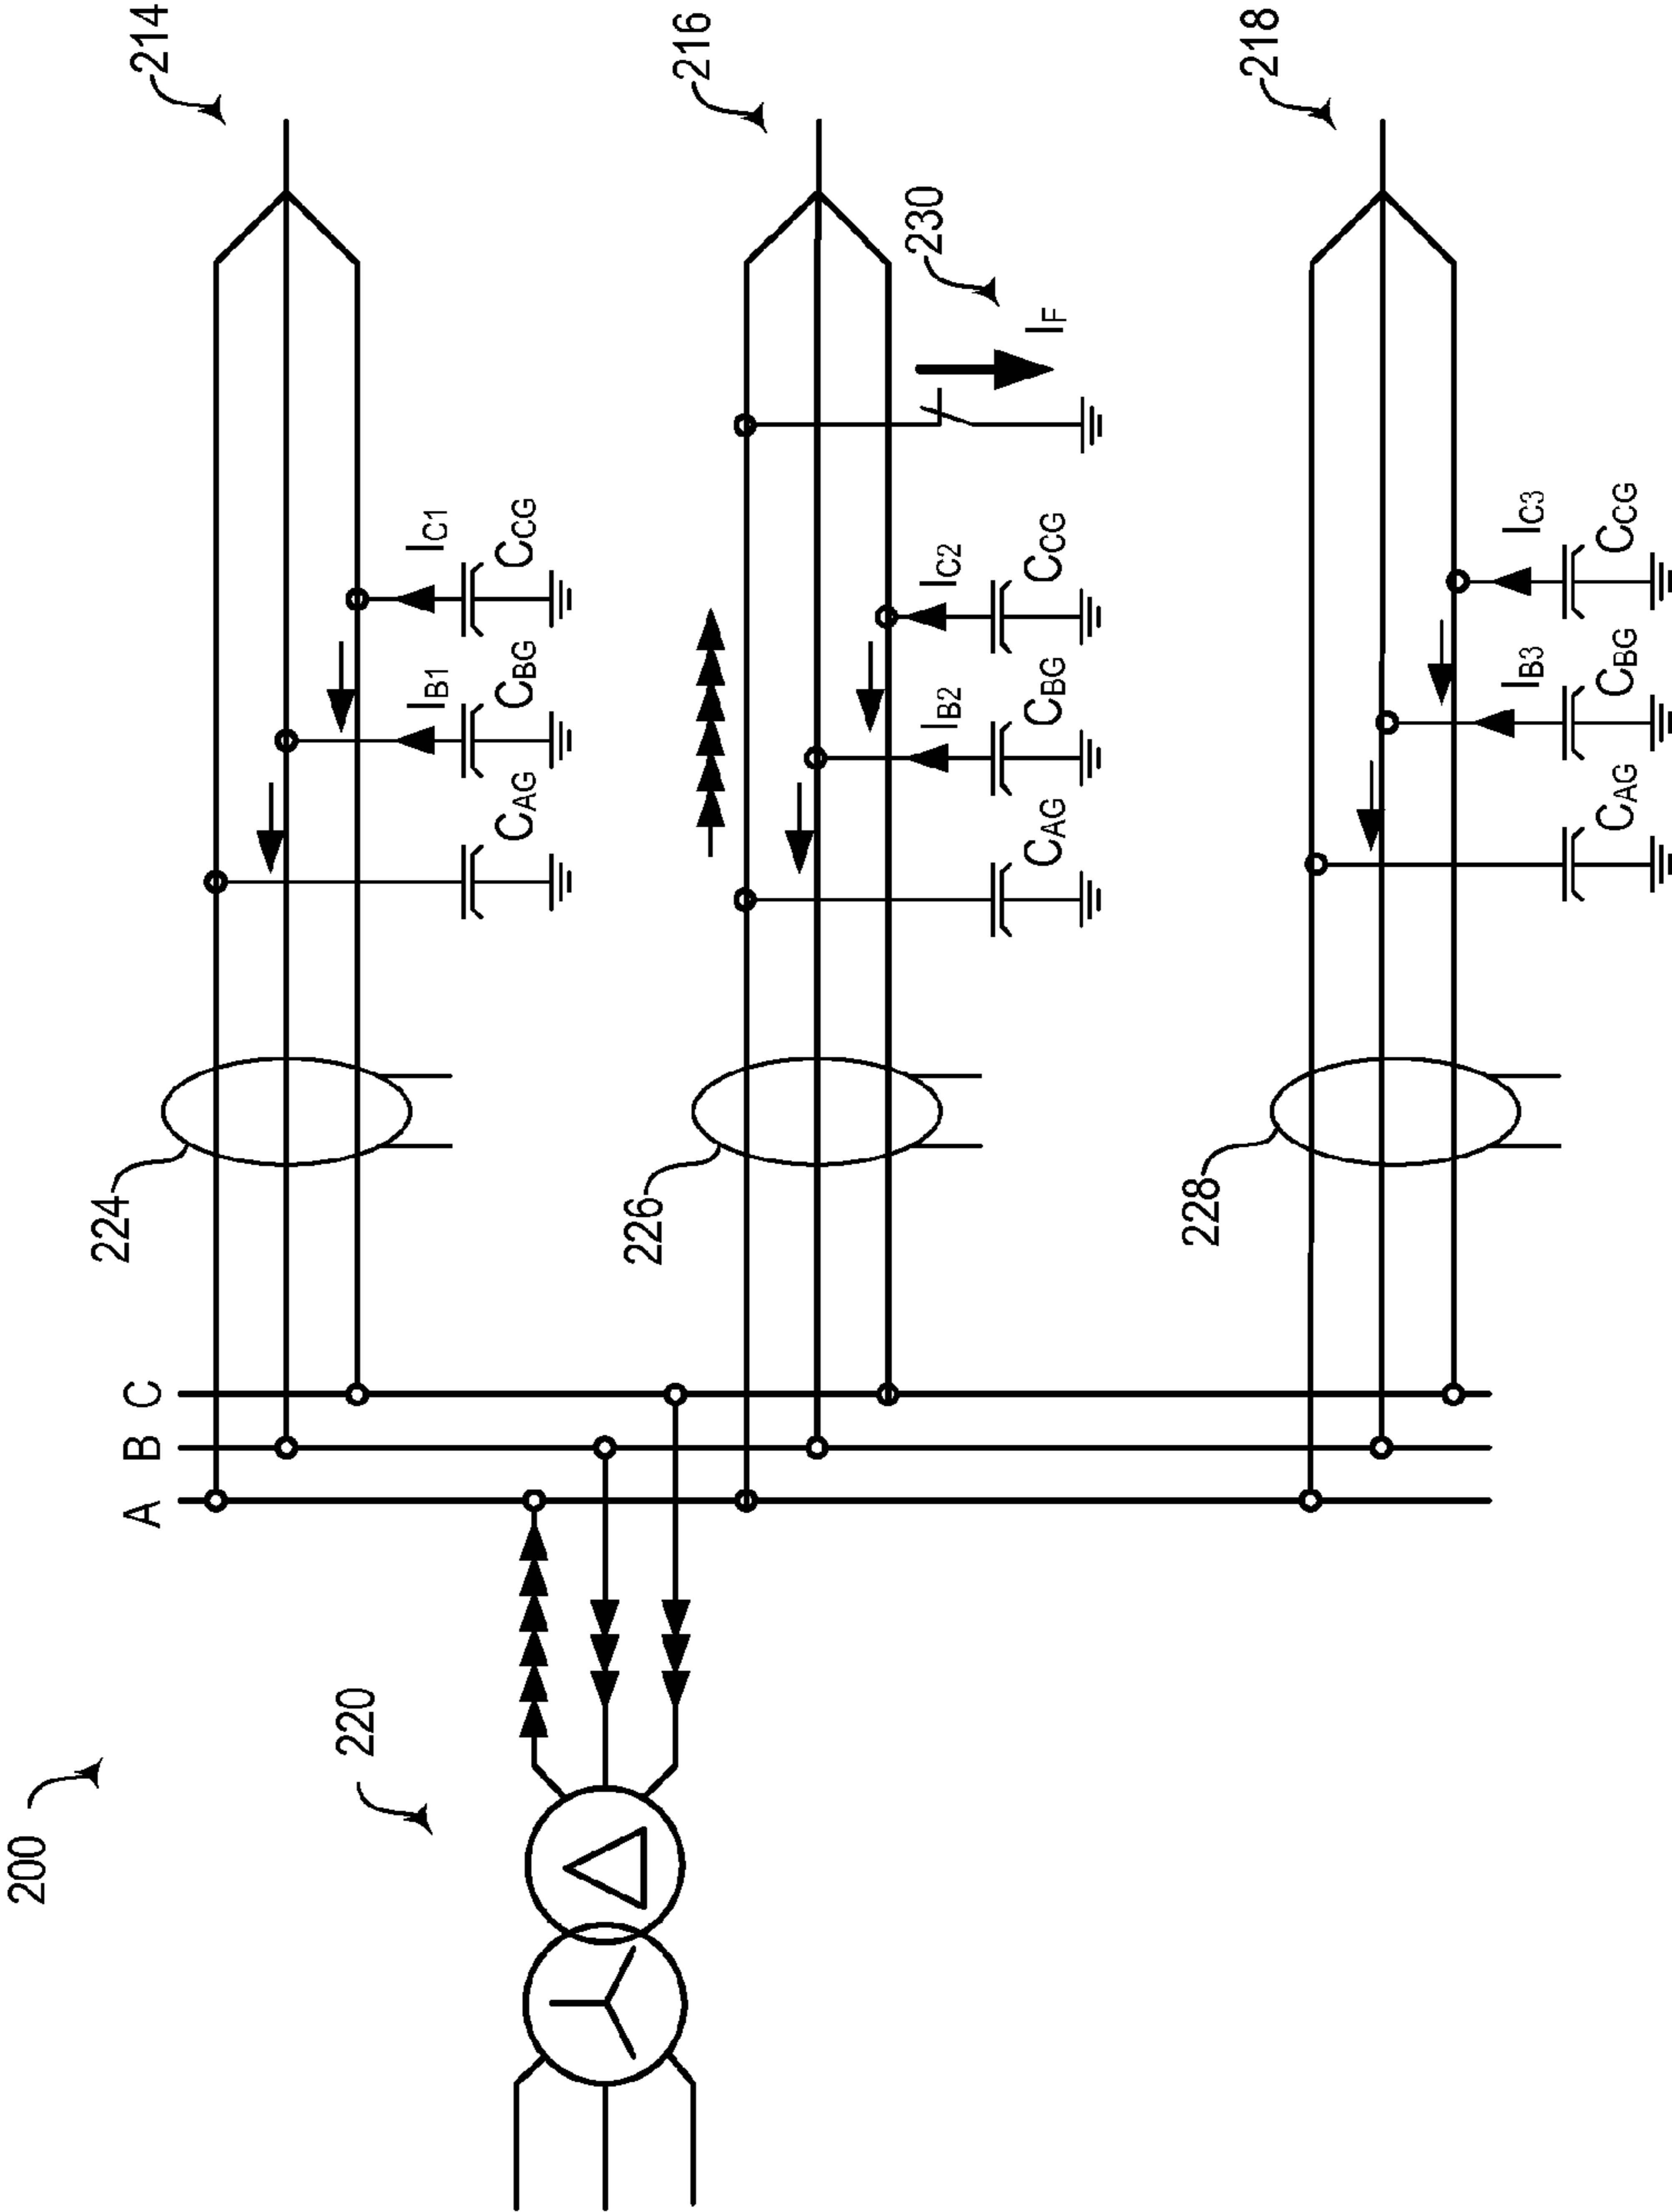 200
220
A B C
224
I_B1
I_C1
C_AG
C_BG
C_CG
214
226
I_B2
I_C2
C_AG
C_BG
C_CG
I_F
230
216
228
I_B3
I_C3
C_AG
C_BG
C_CG
218